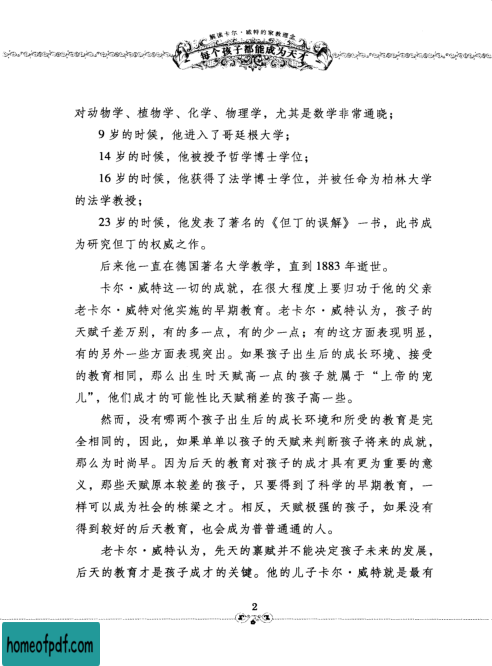 解读卡尔·威特的家教理念
每个孩子都能成为天才
对动物学、植物学、化学、物理学，尤其是数学非常通晓；
9 岁的时候，他进入了哥廷根大学；
14 岁的时候，他被授予哲学博士学位；
16 岁的时候，他获得了法学博士学位，并被任命为柏林大学
的法学教授；
23 岁的时候，他发表了著名的《但丁的误解》一书，此书成
为研究但丁的权威之作。
后来他一直在德国著名大学教学，直到 1883 年逝世。
卡尔·威特这一切的成就，在很大程度上要归功于他的父亲
老卡尔·威特对他实施的早期教育。老卡尔·威特认为，孩子的
天赋千差万别，有的多一点，有的少一点；有的这方面表现明显，
有的另外一些方面表现突出。如果孩子出生后的成长环境、接受
的教育相同，那么出生时天赋高一点的孩子就属于“上帝的宠
儿”，他们成才的可能性比天赋稍差的孩子高一些。
然而，没有哪两个孩子出生后的成长环境和所受的教育是完
全相同的，因此，如果单单以孩子的天赋来判断孩子将来的成就，
那么为时尚早。因为后天的教育对孩子的成才具有更为重要的意
义，那些天赋原本较差的孩子，只要得到了科学的早期教育，一
样可以成为社会的栋梁之才。相反，天赋极强的孩子，如果没有
得到较好的后天教育，也会成为普普通通的人。
老卡尔·威特认为，先天的禀赋并不能决定孩子未来的发展，
后天的教育才是孩子成才的关键。他的儿子卡尔·威特就是最有
2
homeofpdf.com